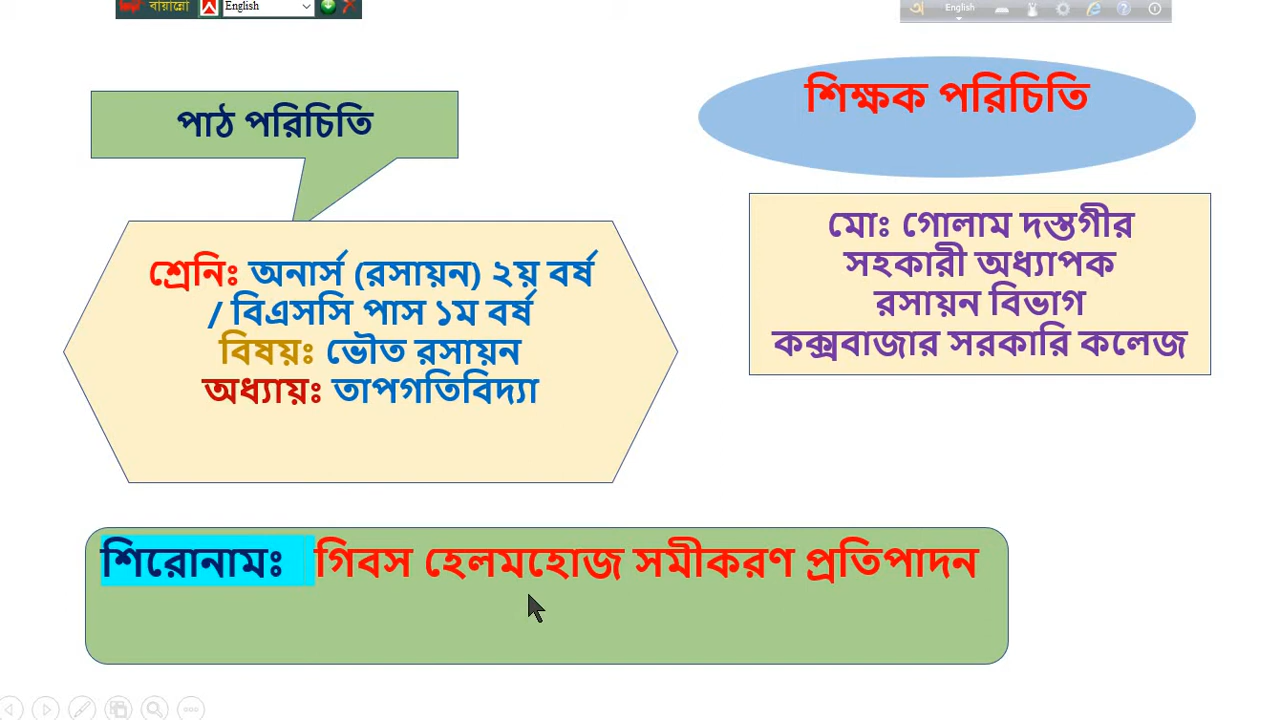 বায়ান্নো
English
English
পাঠ পরিচিতি
শ্রেনিঃ অনার্স (রসায়ন) ২য় বর্ষ
/ বিএসসি পাস ১ম বর্ষ
বিষয়ঃ ভৌত রসায়ন
অধ্যায়ঃ তাপগতিবিদ্যা
শিক্ষক পরিচিতি
মোঃ গোলাম দস্তগীর
সহকারী অধ্যাপক
রসায়ন বিভাগ
কক্সবাজার সরকারি কলেজ
শিরোনামঃ গিবস হেলমহোজ সমীকরণ প্রতিপাদন